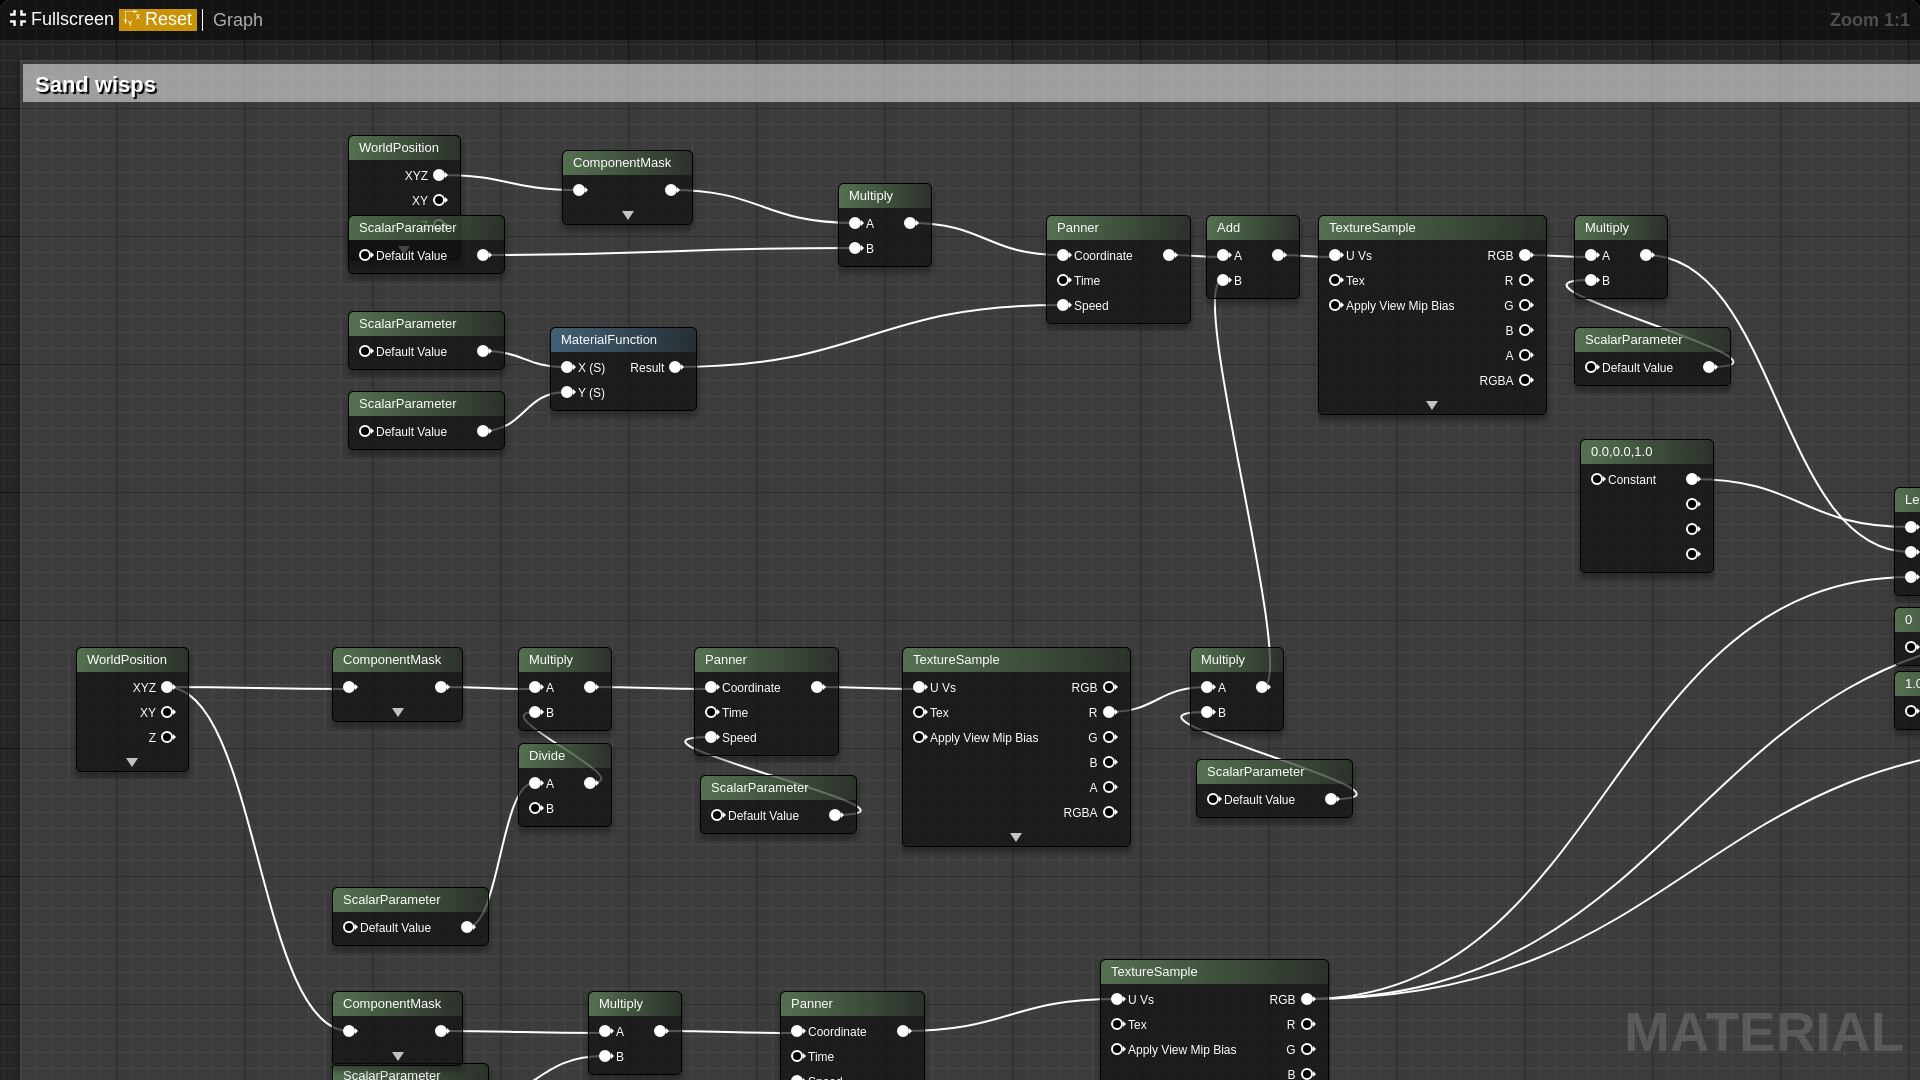 Fullscreen Reset Graph Zoom 1:1
Sand wisps
WorldPosition
XYZ
XY
Z
ComponentMask
ScalarParameter
Default Value
Multiply
A
B
ScalarParameter
Default Value
ScalarParameter
Default Value
MaterialFunction
X (S) Result
Y (S)
Panner
Coordinate
Time
Speed
Add
A
B
TextureSample
U Vs RGB
Tex R
Apply View Mip Bias G
B
A
RGBA
Multiply
A
B
ScalarParameter
Default Value
0.0,0.0,1.0
Constant
Le
0
1.0
WorldPosition
XYZ
XY
Z
ComponentMask
Multiply
A
B
Divide
A
B
ScalarParameter
Default Value
Panner
Coordinate
Time
Speed
ScalarParameter
Default Value
TextureSample
U Vs RGB
Tex R
Apply View Mip Bias G
B
A
RGBA
Multiply
A
B
ScalarParameter
Default Value
ComponentMask
ScalarParameter
Multiply
A
B
Panner
Coordinate
Time
Speed
TextureSample
U Vs RGB
Tex R
Apply View Mip Bias G
B
MATERIAL